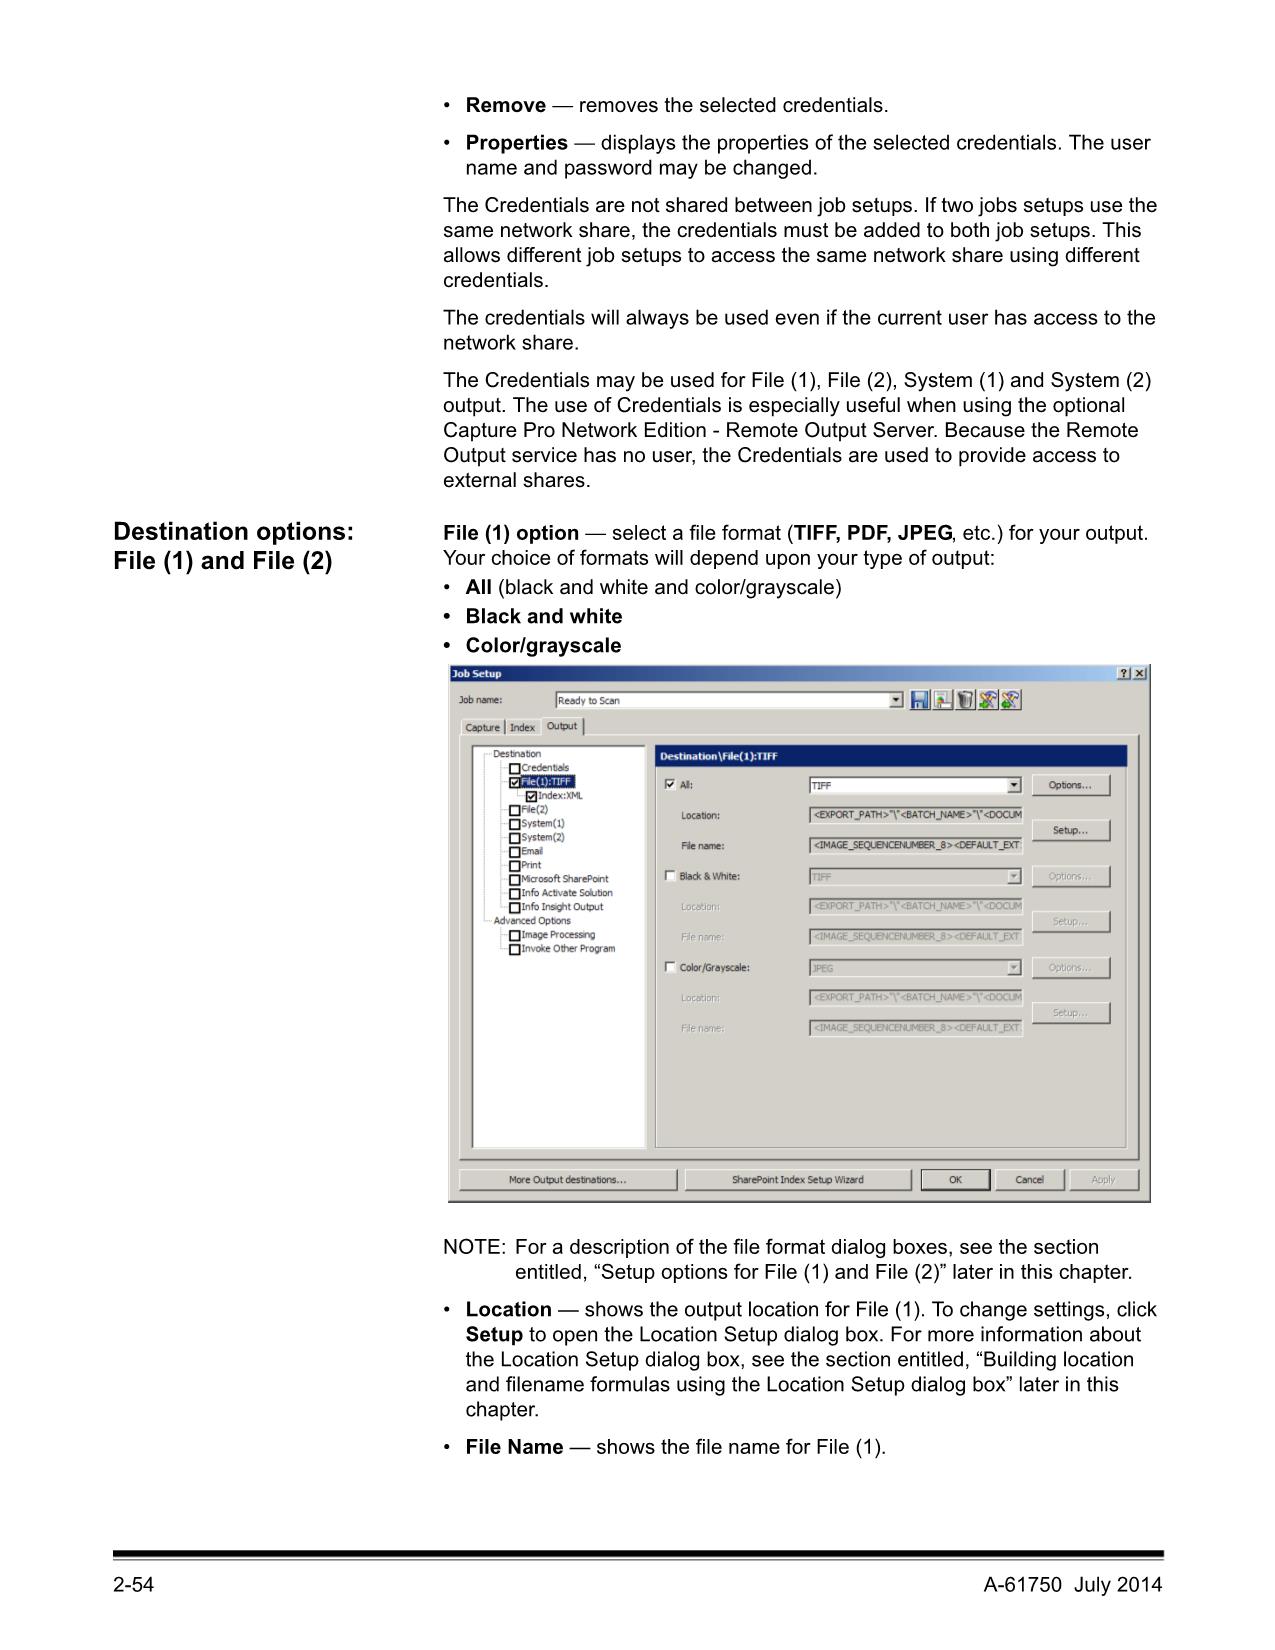 • Remove — removes the selected credentials.
• Properties — displays the properties of the selected credentials. The user
name and password may be changed.
The Credentials are not shared between job setups. If two jobs setups use the
same network share, the credentials must be added to both job setups. This
allows different job setups to access the same network share using different
credentials.
The credentials will always be used even if the current user has access to the
network share.
The Credentials may be used for File (1), File (2), System (1) and System (2)
output. The use of Credentials is especially useful when using the optional
Capture Pro Network Edition - Remote Output Server. Because the Remote
Output service has no user, the Credentials are used to provide access to
external shares.
Destination options:
File (1) and File (2)
File (1) option — select a file format (TIFF, PDF, JPEG, etc.) for your output.
Your choice of formats will depend upon your type of output:
• All (black and white and color/grayscale)
• Black and white
• Color/grayscale
Job Setup
Job name: Ready to Scan
Capture Index Output
Destination
Credentials
File(1):TIFF
Index:XML
File(2)
System(1)
System(2)
Email
Print
Microsoft SharePoint
Info Activate Solution
Info Insight Output
Advanced Options
Image Processing
Invoke Other Program
Destination\File(1):TIFF
All: TIFF Options...
Location: <EXPORT_PATH>"\"<BATCH_NAME>"\"<DOCUM
Setup...
File name: <IMAGE_SEQUENCENUMBER_8><DEFAULT_EXT
Black & White: TIFF Options...
Location: <EXPORT_PATH>"\"<BATCH_NAME>"\"<DOCUM
Setup...
File name: <IMAGE_SEQUENCENUMBER_8><DEFAULT_EXT
Color/Grayscale: JPEG Options...
Location: <EXPORT_PATH>"\"<BATCH_NAME>"\"<DOCUM
Setup...
File name: <IMAGE_SEQUENCENUMBER_8><DEFAULT_EXT
More Output destinations... SharePoint Index Setup Wizard OK Cancel Apply
NOTE: For a description of the file format dialog boxes, see the section
entitled, “Setup options for File (1) and File (2)” later in this chapter.
• Location — shows the output location for File (1). To change settings, click
Setup to open the Location Setup dialog box. For more information about
the Location Setup dialog box, see the section entitled, “Building location
and filename formulas using the Location Setup dialog box” later in this
chapter.
• File Name — shows the file name for File (1).
2-54 A-61750 July 2014